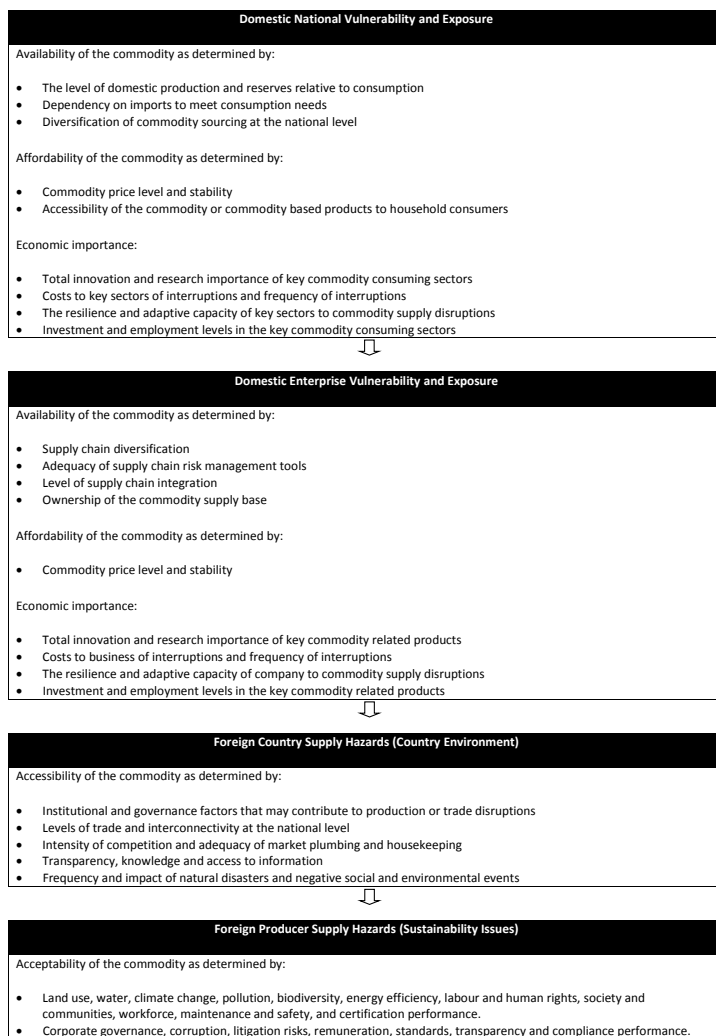 Domestic National Vulnerability and Exposure
Availability of the commodity as determined by:
• The level of domestic production and reserves relative to consumption
• Dependency on imports to meet consumption needs
• Diversification of commodity sourcing at the national level
Affordability of the commodity as determined by:
• Commodity price level and stability
• Accessibility of the commodity or commodity based products to household consumers
Economic importance:
• Total innovation and research importance of key commodity consuming sectors
• Costs to key sectors of interruptions and frequency of interruptions
• The resilience and adaptive capacity of key sectors to commodity supply disruptions
• Investment and employment levels in the key commodity consuming sectors
Domestic Enterprise Vulnerability and Exposure
Availability of the commodity as determined by:
• Supply chain diversification
• Adequacy of supply chain risk management tools
• Level of supply chain integration
• Ownership of the commodity supply base
Affordability of the commodity as determined by:
• Commodity price level and stability
Economic importance:
• Total innovation and research importance of key commodity related products
• Costs to business of interruptions and frequency of interruptions
• The resilience and adaptive capacity of company to commodity supply disruptions
• Investment and employment levels in the key commodity related products
Foreign Country Supply Hazards (Country Environment)
Accessibility of the commodity as determined by:
• Institutional and governance factors that may contribute to production or trade disruptions
• Levels of trade and interconnectivity at the national level
• Intensity of competition and adequacy of market plumbing and housekeeping
• Transparency, knowledge and access to information
• Frequency and impact of natural disasters and negative social and environmental events
Foreign Producer Supply Hazards (Sustainability Issues)
Acceptability of the commodity as determined by:
• Land use, water, climate change, pollution, biodiversity, energy efficiency, labour and human rights, society and
communities, workforce, maintenance and safety, and certification performance.
• Corporate governance, corruption, litigation risks, remuneration, standards, transparency and compliance performance.